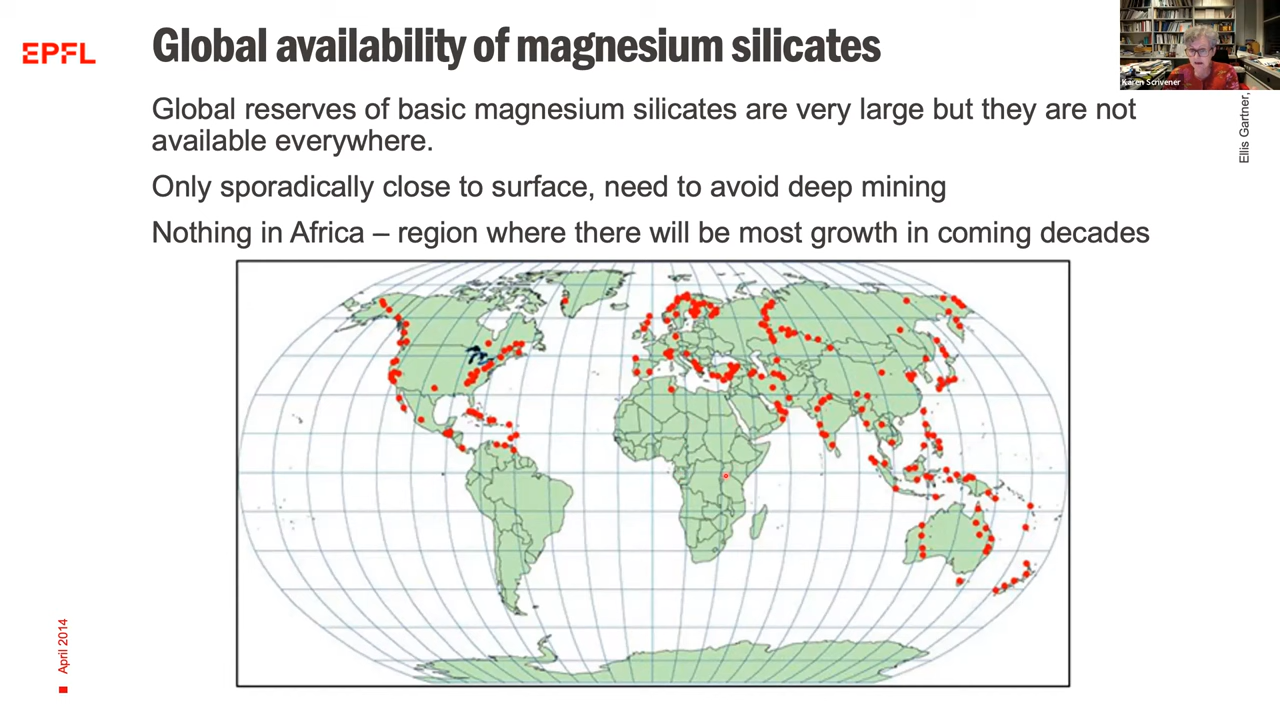 EPFL
Global availability of magnesium silicates
Karen Scrivener
Ellis Gartner,
Global reserves of basic magnesium silicates are very large but they are not
available everywhere.
Only sporadically close to surface, need to avoid deep mining
Nothing in Africa – region where there will be most growth in coming decades
April 2014